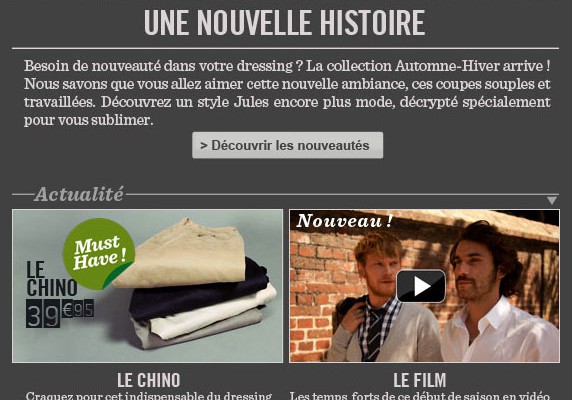 UNE NOUVELLE HISTOIRE
Besoin de nouveauté dans votre dressing ? La collection Automne-Hiver arrive !
Nous savons que vous allez aimer cette nouvelle ambiance, ces coupes souples et
travaillées. Découvrez un style Jules encore plus mode, décrypté spécialement
pour vous sublimer.
> Découvrir les nouveautés
Actualité
Must
Have !
LE
CHINO
39€95
Nouveau !
LE CHINO
Craquez pour cet indispensable du dressing
LE FILM
Les temps forts de ce début de saison en vidéo